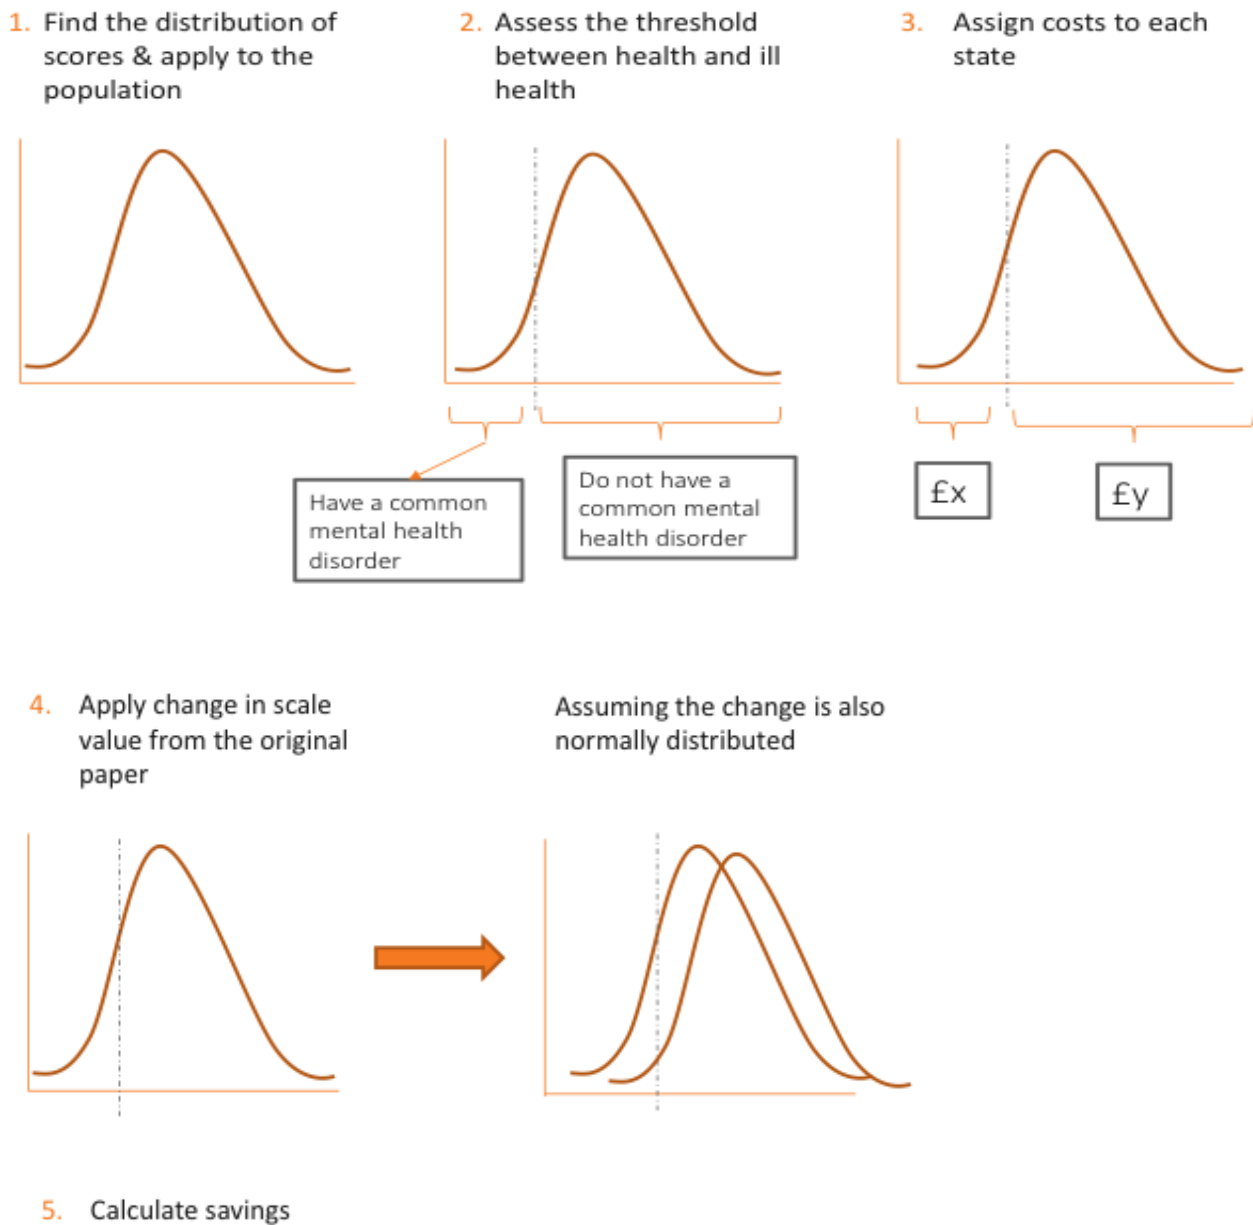 1. Find the distribution of
scores & apply to the
population
2. Assess the threshold
between health and ill
health
3. Assign costs to each
state
Have a common
mental health
disorder
Do not have a
common mental
health disorder
£x
£y
4. Apply change in scale
value from the original
paper
Assuming the change is also
normally distributed
5. Calculate savings